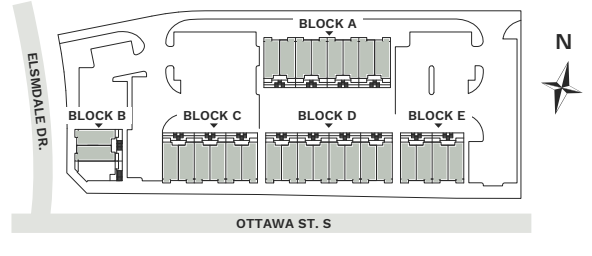 BLOCK A
N
ELSMDALE DR.
BLOCK B
BLOCK C
BLOCK D
BLOCK E
OTTAWA ST. S